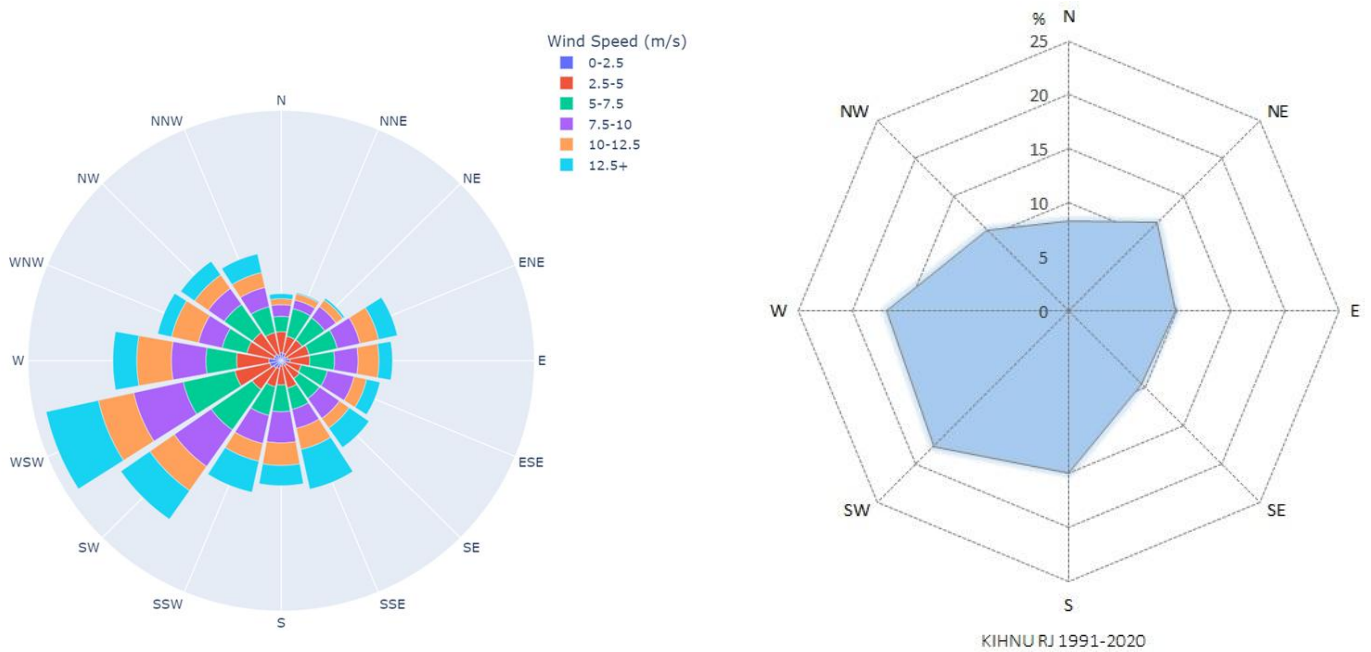 Wind Speed (m/s)
0-2.5
2.5-5
5-7.5
7.5-10
10-12.5
12.5+
N
NNE
NE
ENE
E
ESE
SE
SSE
S
SSW
SW
WSW
W
WNW
NW
NNW
%
N
25
20
15
10
5
0
NE
E
SE
S
SW
W
NW
KIHNU RJ 1991-2020